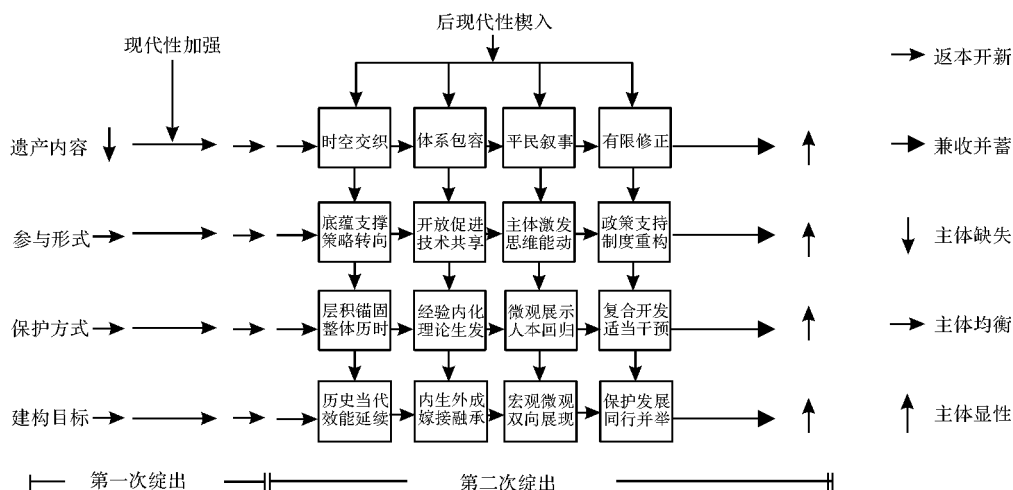 后现代性楔入
现代性加强
返本开新
遗产内容
时空交织
体系包容
平民叙事
有限修正
兼收并蓄
参与形式
底蕴支撑
策略转向
开放促进
技术共享
主体激发
思维能动
政策支持
制度重构
主体缺失
保护方式
层积锚固
整体历时
经验内化
理论生发
微观展示
人本回归
复合开发
适当干预
主体均衡
建构目标
历史当代
效能延续
内生外成
嫁接融承
宏观微观
双向展现
保护发展
同行并举
主体显性
第一次绽出
第二次绽出